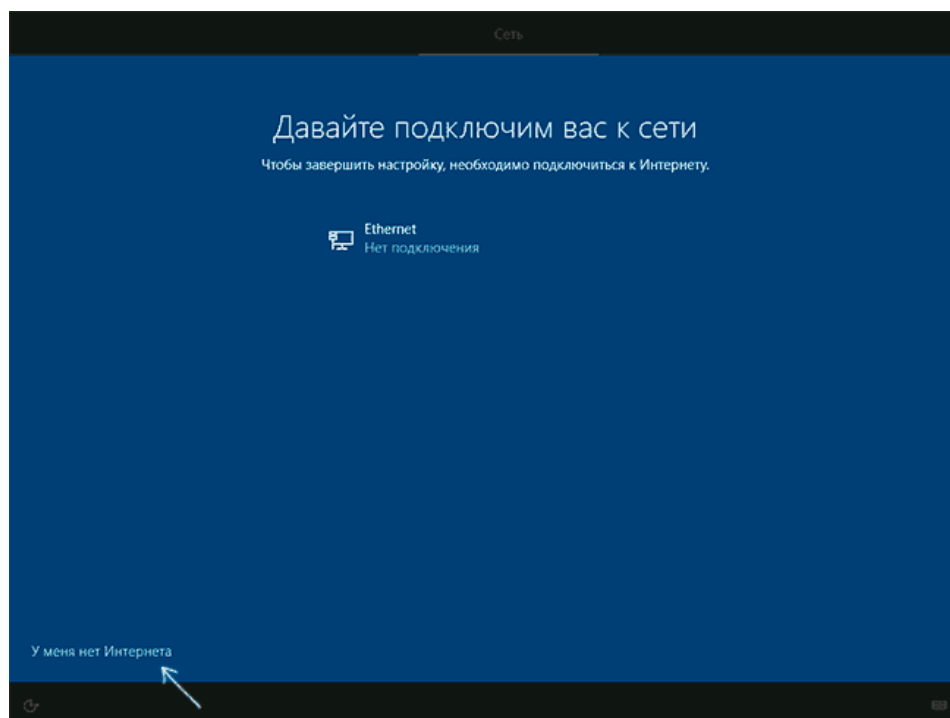 Сеть
Давайте подключим вас к сети
Чтобы завершить настройку, необходимо подключиться к Интернету.
Ethernet
Нет подключения
У меня нет Интернета